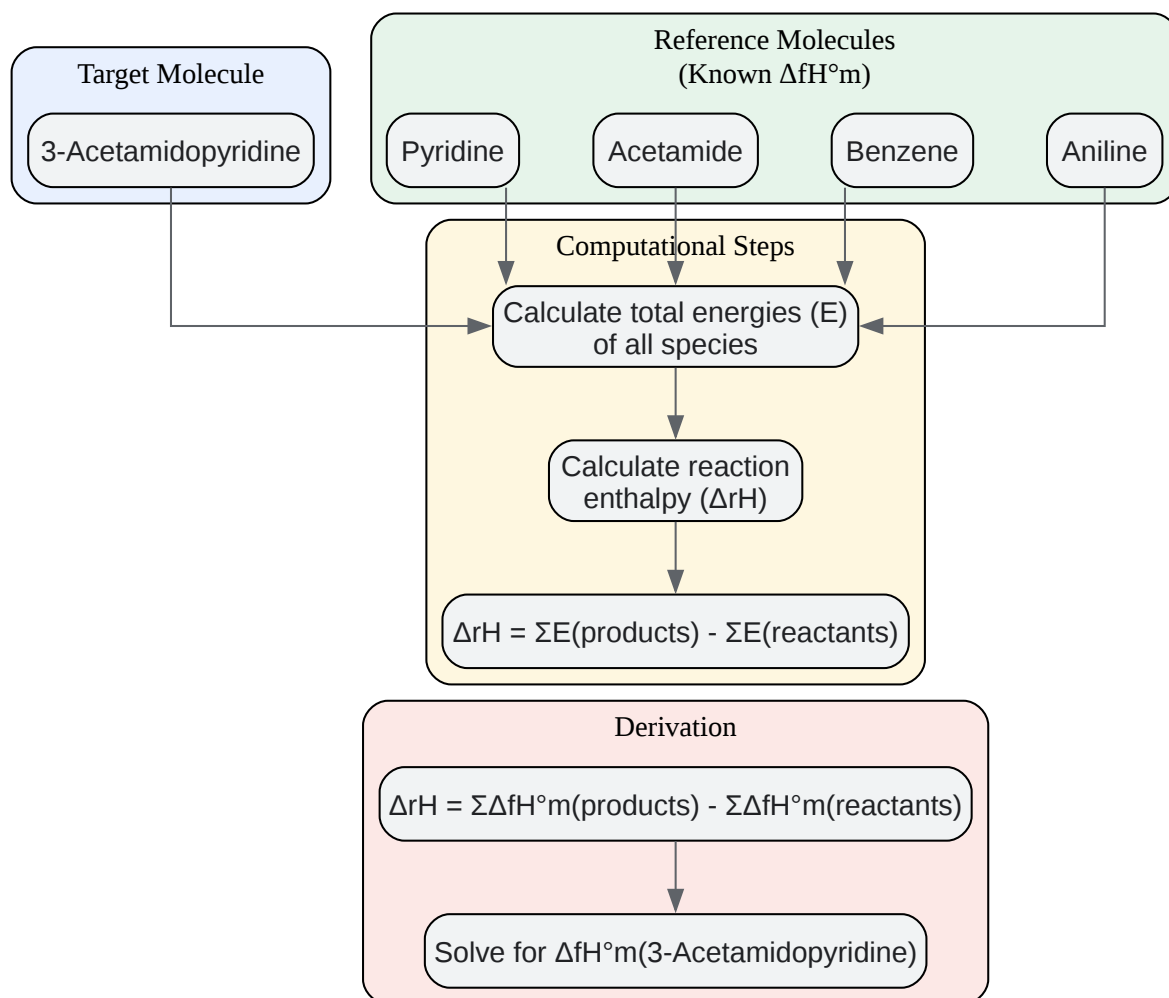 Target Molecule
3-Acetamidopyridine
Reference Molecules
(Known ΔfH°m)
Pyridine
Acetamide
Benzene
Aniline
Computational Steps
Calculate total energies (E)
of all species
Calculate reaction
enthalpy (ΔrH)
ΔrH = ΣE(products) - ΣE(reactants)
Derivation
ΔrH = ΣΔfH°m(products) - ΣΔfH°m(reactants)
Solve for ΔfH°m(3-Acetamidopyridine)